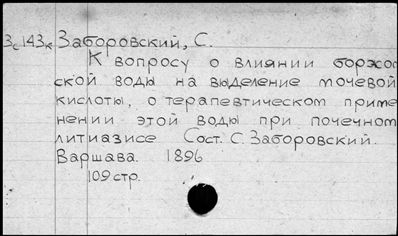 3с143к Заборовский, С.
К вопросу о влиянии боржом
ской воды на выделение мочевой
кислоты, о терапевтическом приме
нении этой воды при почечном
литиазисе Сост. С. Заборовский.
Варшава. 1896
109 стр.